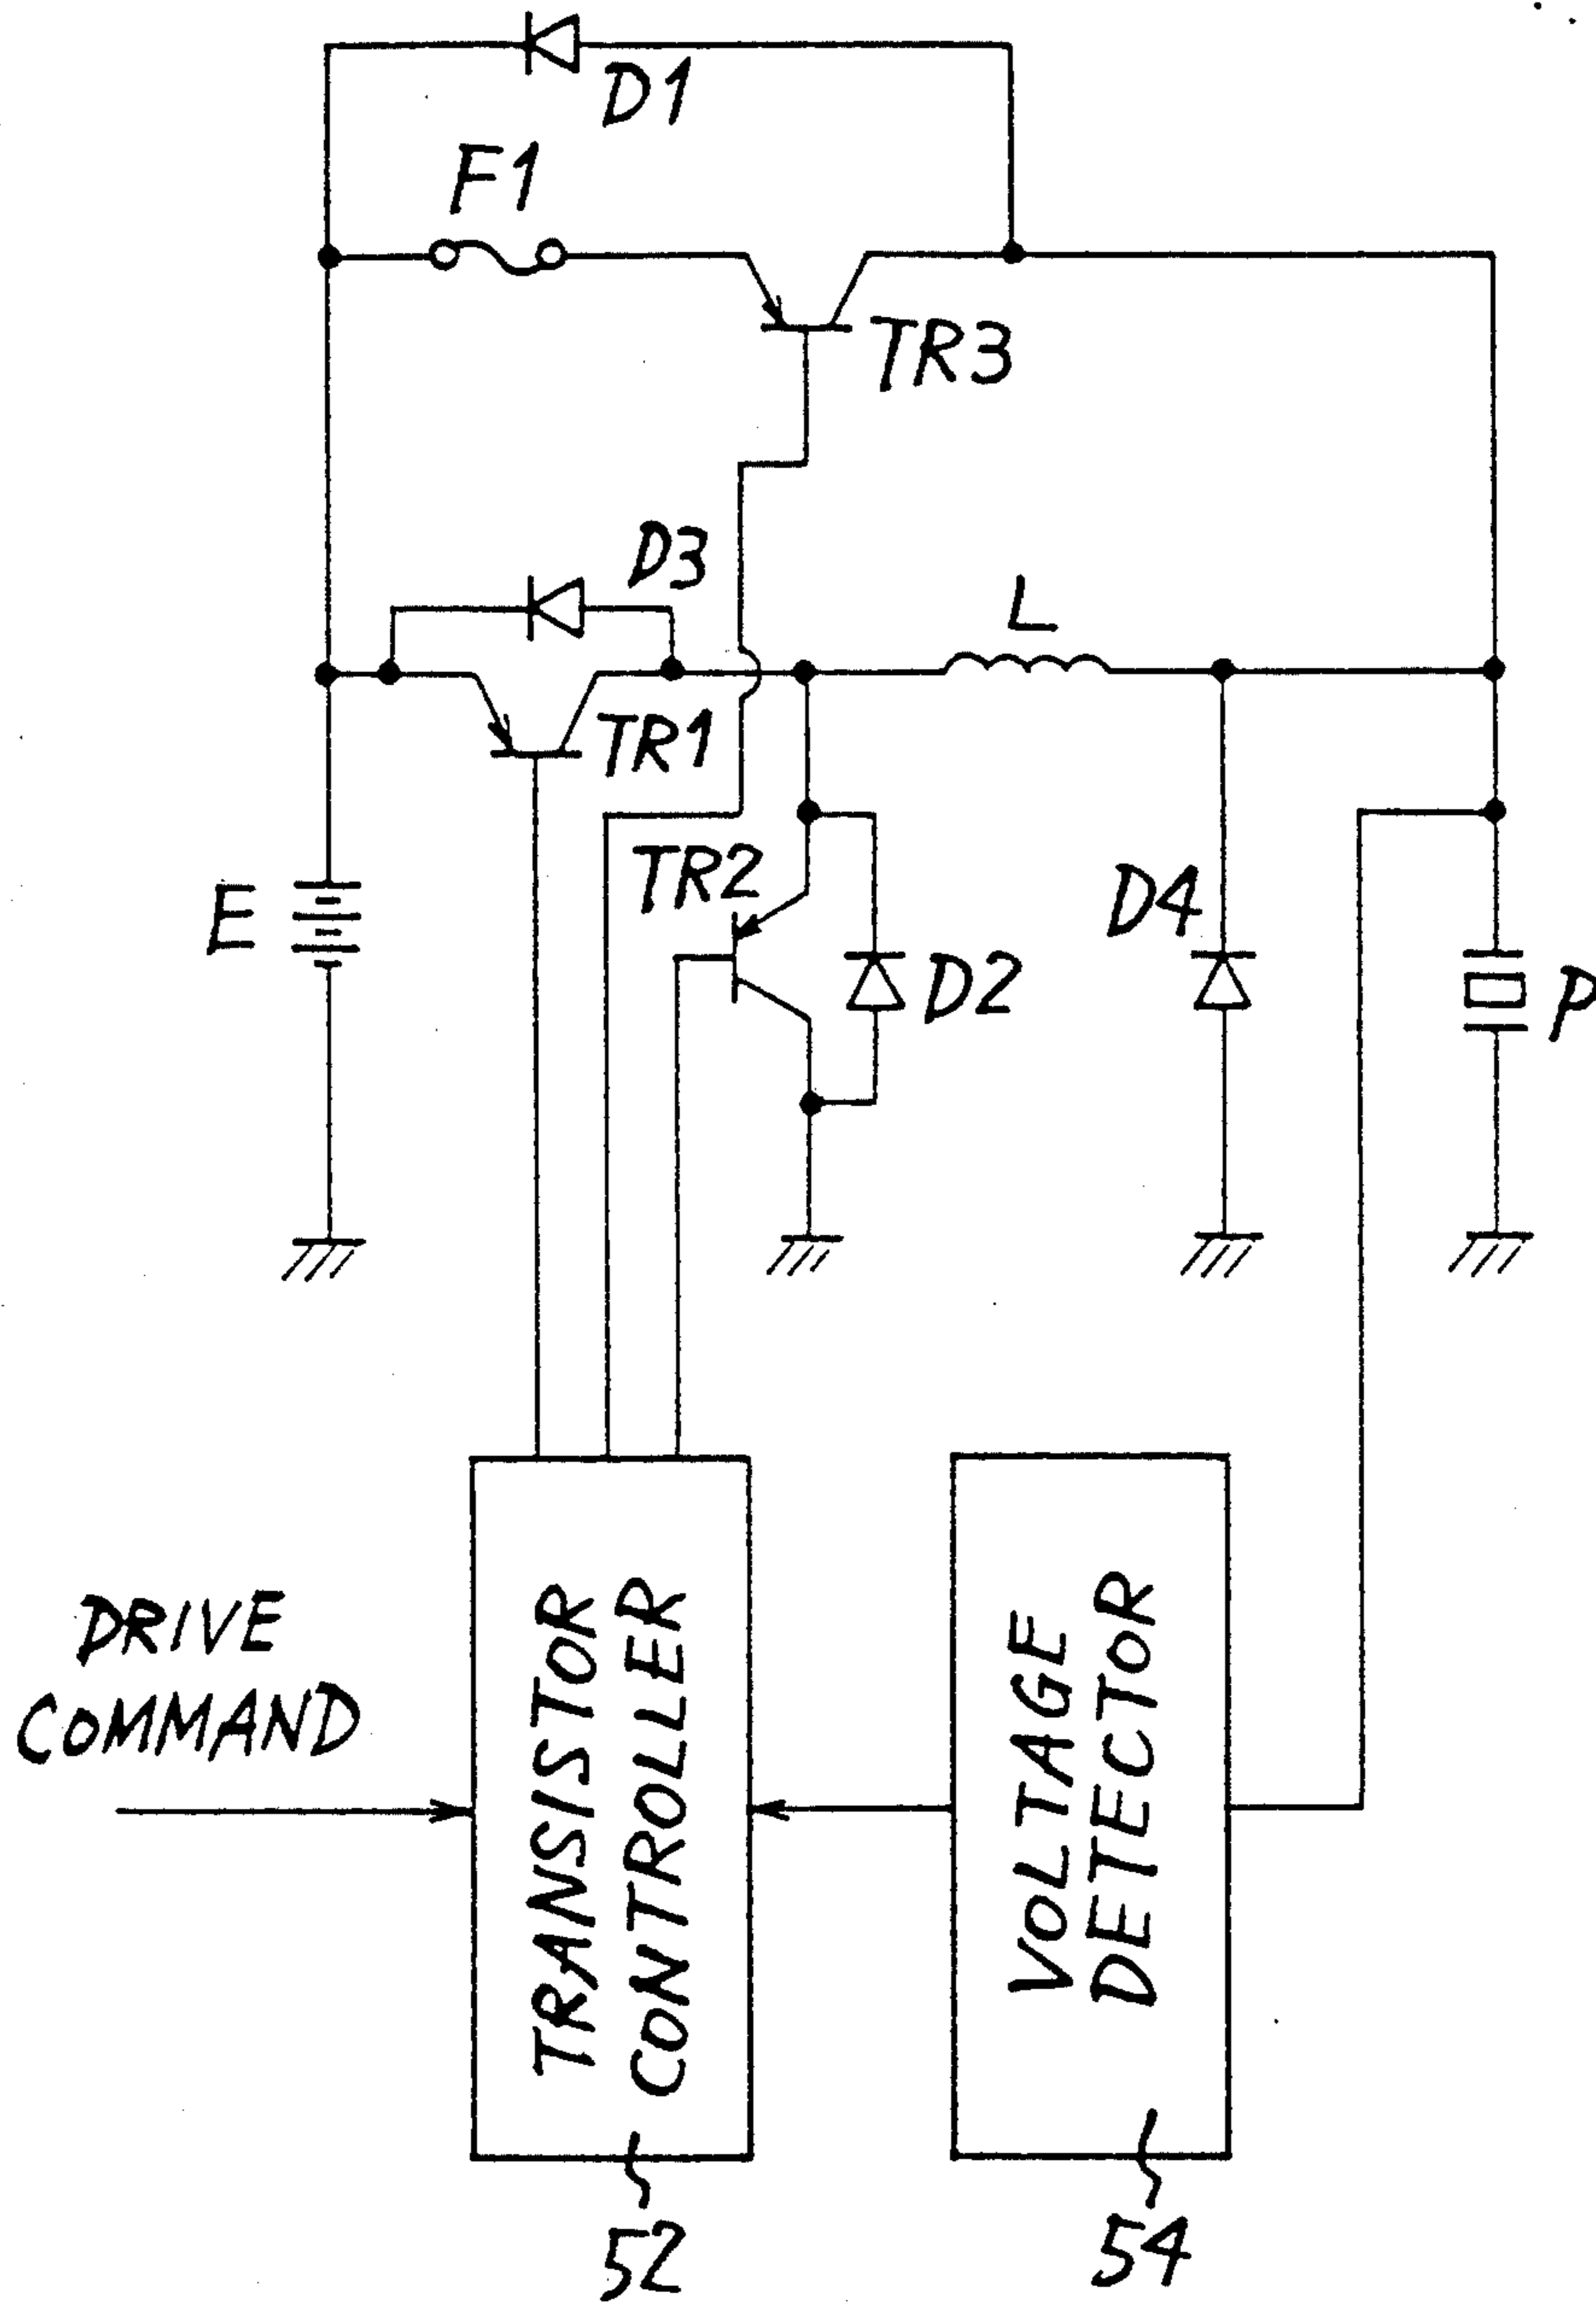 D1
F1
TR3
D3
L
TR1
TR2
E
D2
D4
P
DRIVE
COMMAND
TRANSISTOR
CONTROLLER
VOLTAGE
DETECTOR
52
54